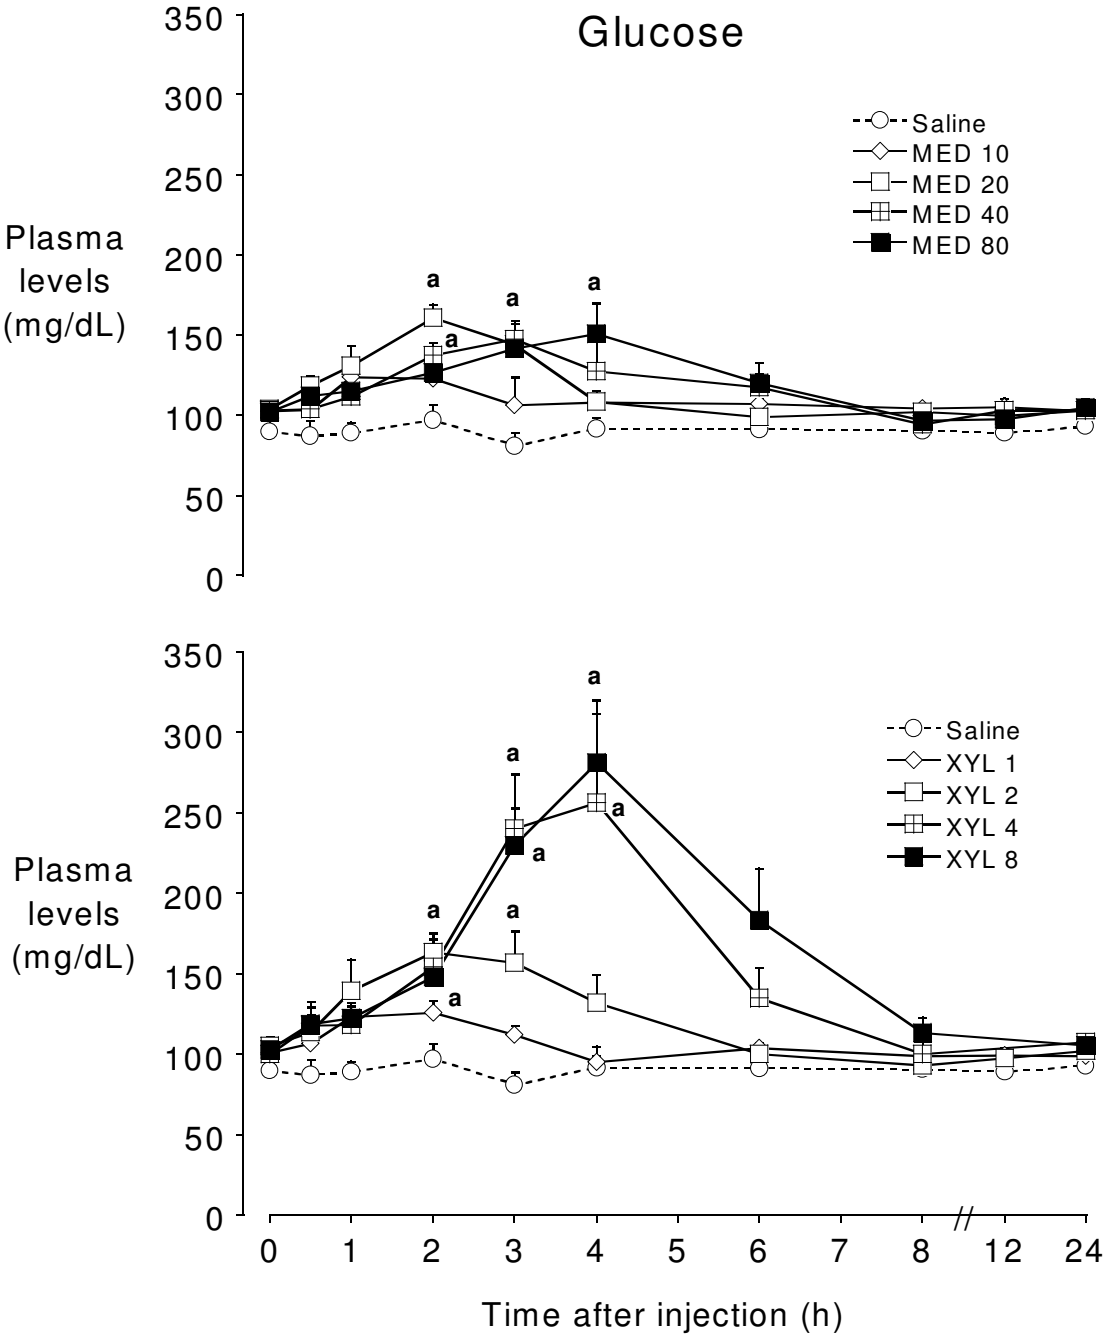 Glucose
350
300
250
200
150
100
50
0
Plasma
levels
(mg/dL)
Saline
MED 10
MED 20
MED 40
MED 80
a
a
a
a
350
300
250
200
150
100
50
0
Plasma
levels
(mg/dL)
Saline
XYL 1
XYL 2
XYL 4
XYL 8
a
a
a
a
a
a
a
0 1 2 3 4 5 6 7 8 // 12 24
Time after injection (h)